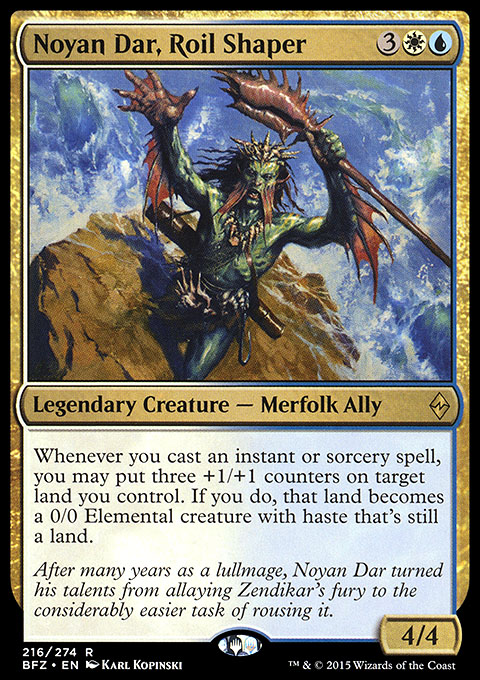 Noyan Dar, Roil Shaper 3
Legendary Creature — Merfolk Ally
Whenever you cast an instant or sorcery spell,
you may put three +1/+1 counters on target
land you control. If you do, that land becomes
a 0/0 Elemental creature with haste that's still
a land.
After many years as a lullmage, Noyan Dar turned
his talents from allaying Zendikar's fury to the
considerably easier task of rousing it.
4/4
216/274 R
BFZ • EN Karl Kopinski
™ & © 2015 Wizards of the Coast